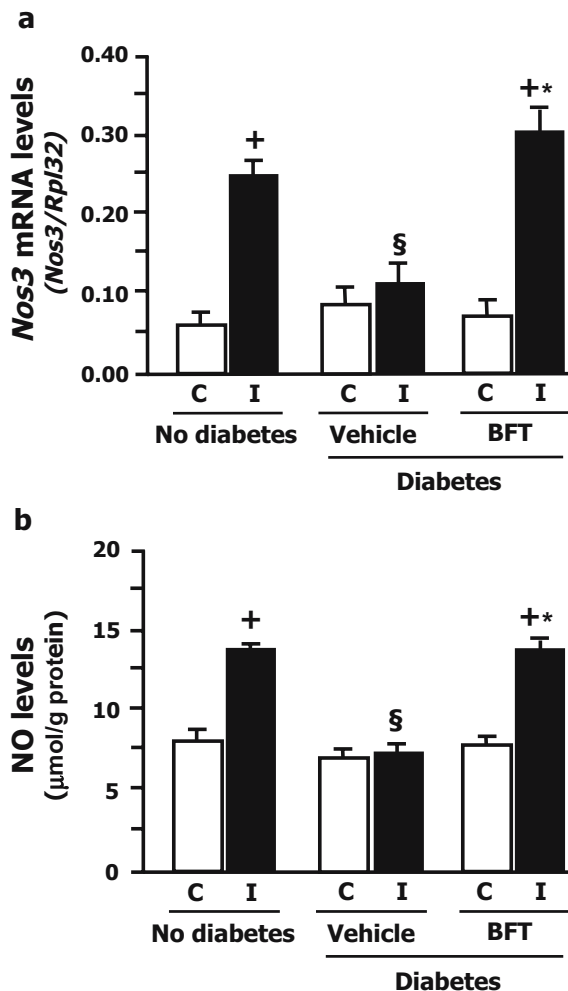 a
Nos3 mRNA levels
(Nos3/Rpl32)
0.40
0.30
0.20
0.10
0.00
+
§
+*
C I C I C I
No diabetes Vehicle BFT
Diabetes
b
NO levels
(µmol/g protein)
20
15
10
5
0
+
§
+*
C I C I C I
No diabetes Vehicle BFT
Diabetes